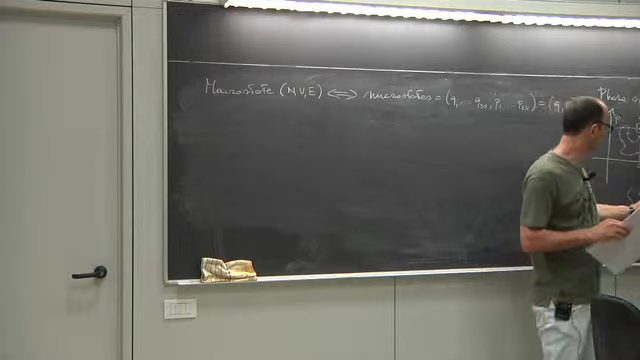 Macrostate (N,V,E) ⟺ microstates = (q₁ ... q₃ₙ, p₁ ... p₃ₙ) = (q,
Phase
p